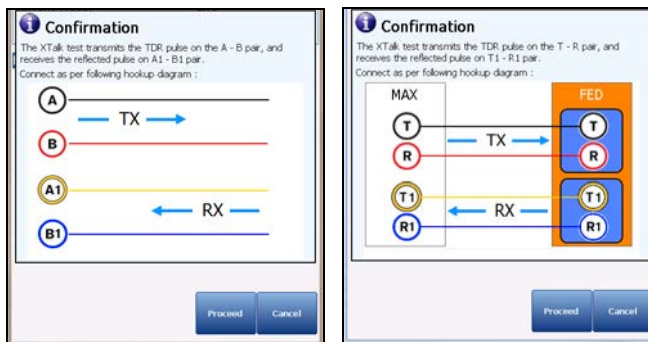 Confirmation
The XTalk test transmits the TDR pulse on the A - B pair, and
receives the reflected pulse on A1 - B1 pair.
Connect as per following hookup diagram :
A
TX
B
A1
RX
B1
Proceed Cancel
Confirmation
The XTalk test transmits the TDR pulse on the T - R pair, and
receives the reflected pulse on T1 - R1 pair.
Connect as per following hookup diagram :
MAX FED
T T
TX
R R
T1 T1
RX
R1 R1
Proceed Cancel